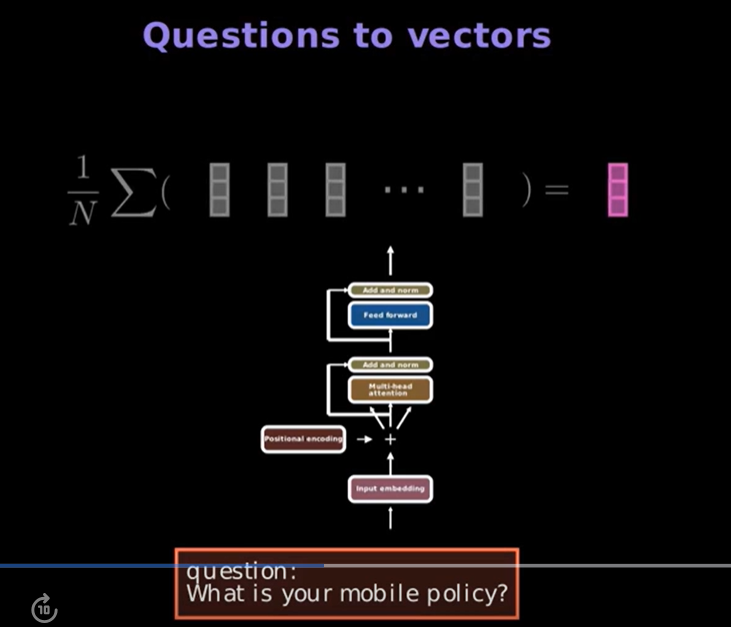 Questions to vectors
1
N
∑( ... ) =
Add and norm
Feed forward
Add and norm
Multi-head
attention
Positional encoding
+
Input embedding
question:
What is your mobile policy?
10